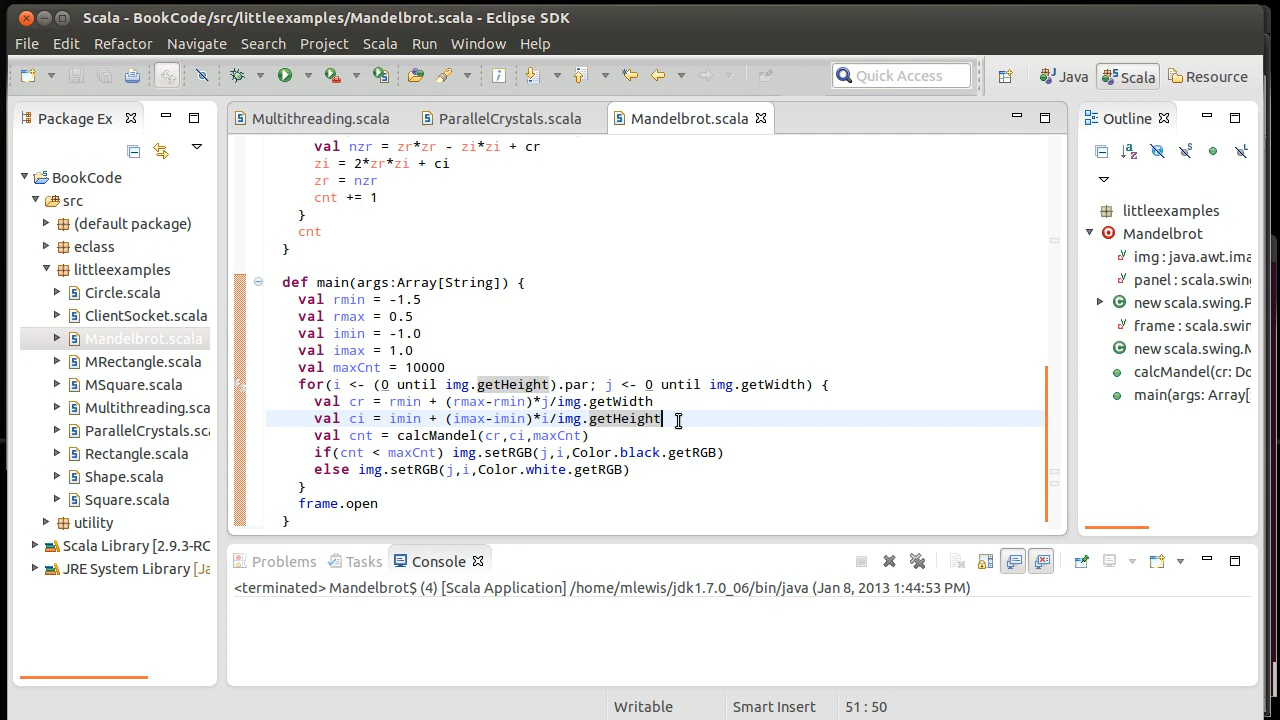 Scala - BookCode/src/littleexamples/Mandelbrot.scala - Eclipse SDK
File Edit Refactor Navigate Search Project Scala Run Window Help
Quick Access
Java Scala Resource
Package Ex
Multithreading.scala ParallelCrystals.scala Mandelbrot.scala
Outline
BookCode
src
(default package)
eclass
littleexamples
Circle.scala
ClientSocket.scala
Mandelbrot.scala
MRectangle.scala
MSquare.scala
Multithreading.scala
ParallelCrystals.scala
Rectangle.scala
Shape.scala
Square.scala
utility
Scala Library [2.9.3-RC
JRE System Library [Ja
val nzr = zr*zr - zi*zi + cr
zi = 2*zr*zi + ci
zr = nzr
cnt += 1
}
cnt
}
def main(args:Array[String]) {
val rmin = -1.5
val rmax = 0.5
val imin = -1.0
val imax = 1.0
val maxCnt = 10000
for(i <- (0 until img.getHeight).par; j <- 0 until img.getWidth) {
val cr = rmin + (rmax-rmin)*j/img.getWidth
val ci = imin + (imax-imin)*i/img.getHeight
val cnt = calcMandel(cr,ci,maxCnt)
if(cnt < maxCnt) img.setRGB(j,i,Color.black.getRGB)
else img.setRGB(j,i,Color.white.getRGB)
}
frame.open
}
littleexamples
Mandelbrot
img : java.awt.ima
panel : scala.swing
new scala.swing.P
frame : scala.swin
new scala.swing.M
calcMandel(cr: Do
main(args: Array[
Problems Tasks Console
<terminated> Mandelbrot$ (4) [Scala Application] /home/mlewis/jdk1.7.0_06/bin/java (Jan 8, 2013 1:44:53 PM)
Writable Smart Insert 51 : 50